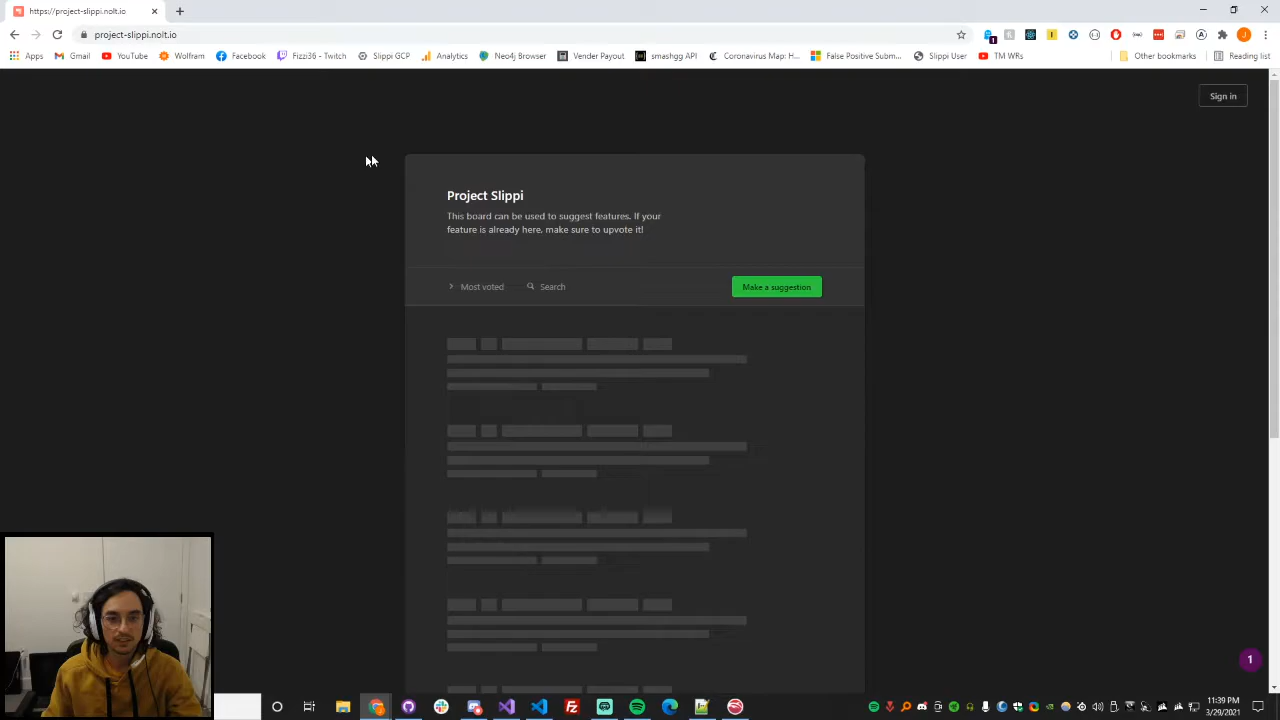 https://project-slippi.nolt.io
project-slippi.nolt.io
Apps
Gmail
YouTube
Wolfram
Facebook
Fizzi36 - Twitch
Slippi GCP
Analytics
Neo4j Browser
Vender Payout
smashgg API
Coronavirus Map: H...
False Positive Subm...
Slippi User
TM WRs
Other bookmarks
Reading list
Sign in
Project Slippi
This board can be used to suggest features. If your
feature is already here, make sure to upvote it!
Most voted
Search
Make a suggestion
1
11:39 PM
3/29/2021